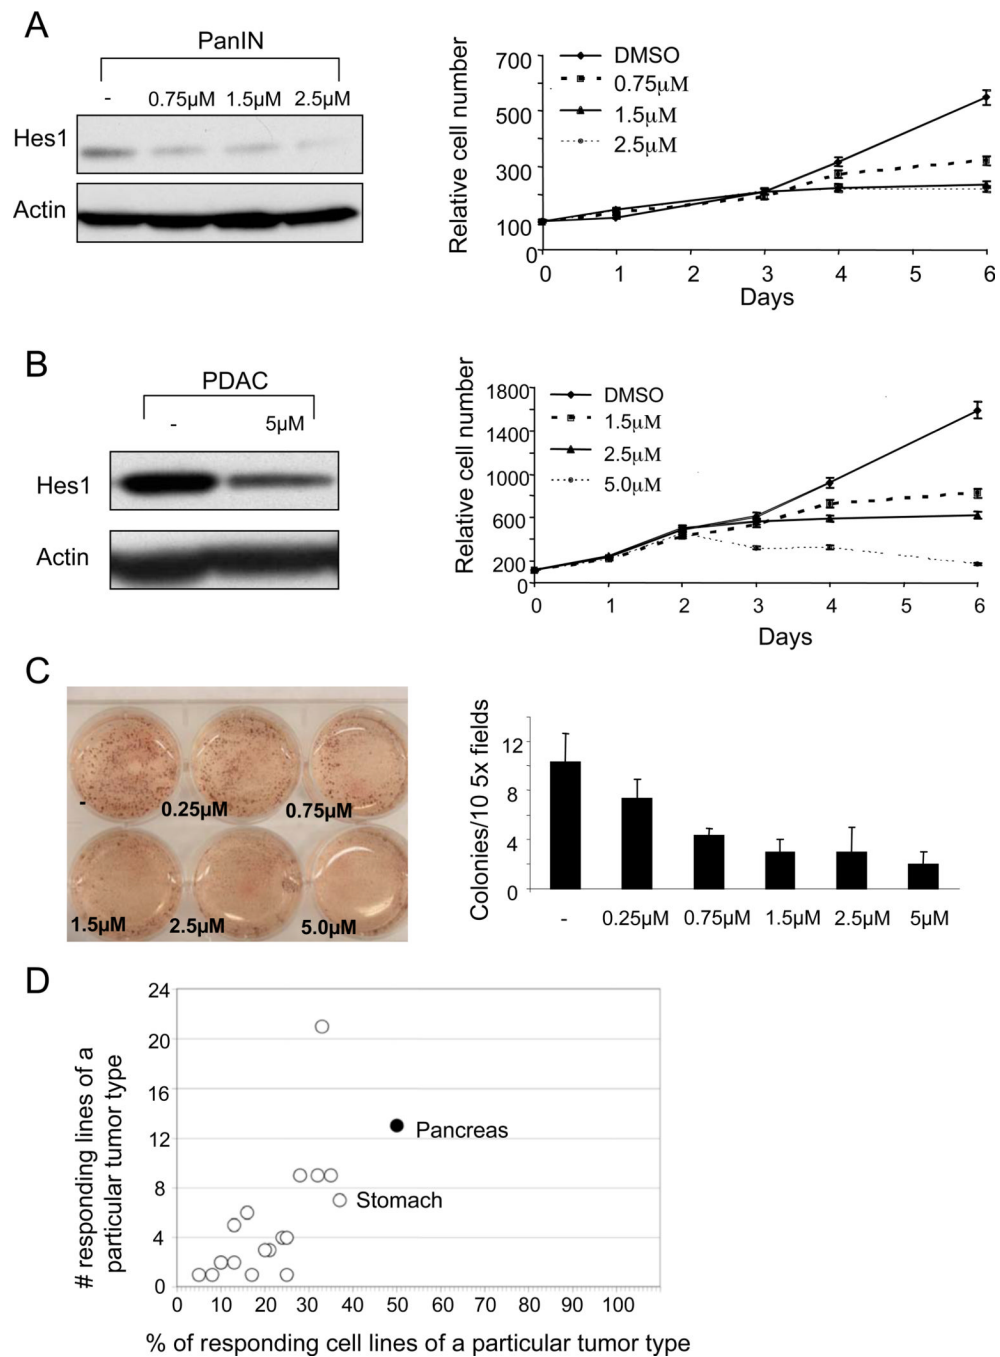 A
PanIN
- 0.75µM 1.5µM 2.5µM
Hes1
Actin
Relative cell number
700
500
300
100
0
DMSO
0.75µM
1.5µM
2.5µM
0 1 2 3 4 5 6
Days
B
PDAC
- 5µM
Hes1
Actin
Relative cell number
1800
1400
1000
600
200
0
DMSO
1.5µM
2.5µM
5.0µM
0 1 2 3 4 5 6
Days
C
- 0.25µM 0.75µM
1.5µM 2.5µM 5.0µM
Colonies/10 5x fields
12
8
4
0
- 0.25µM 0.75µM 1.5µM 2.5µM 5µM
D
# responding lines of a
particular tumor type
24
20
16
12
8
4
0
Pancreas
Stomach
0 10 20 30 40 50 60 70 80 90 100
% of responding cell lines of a particular tumor type